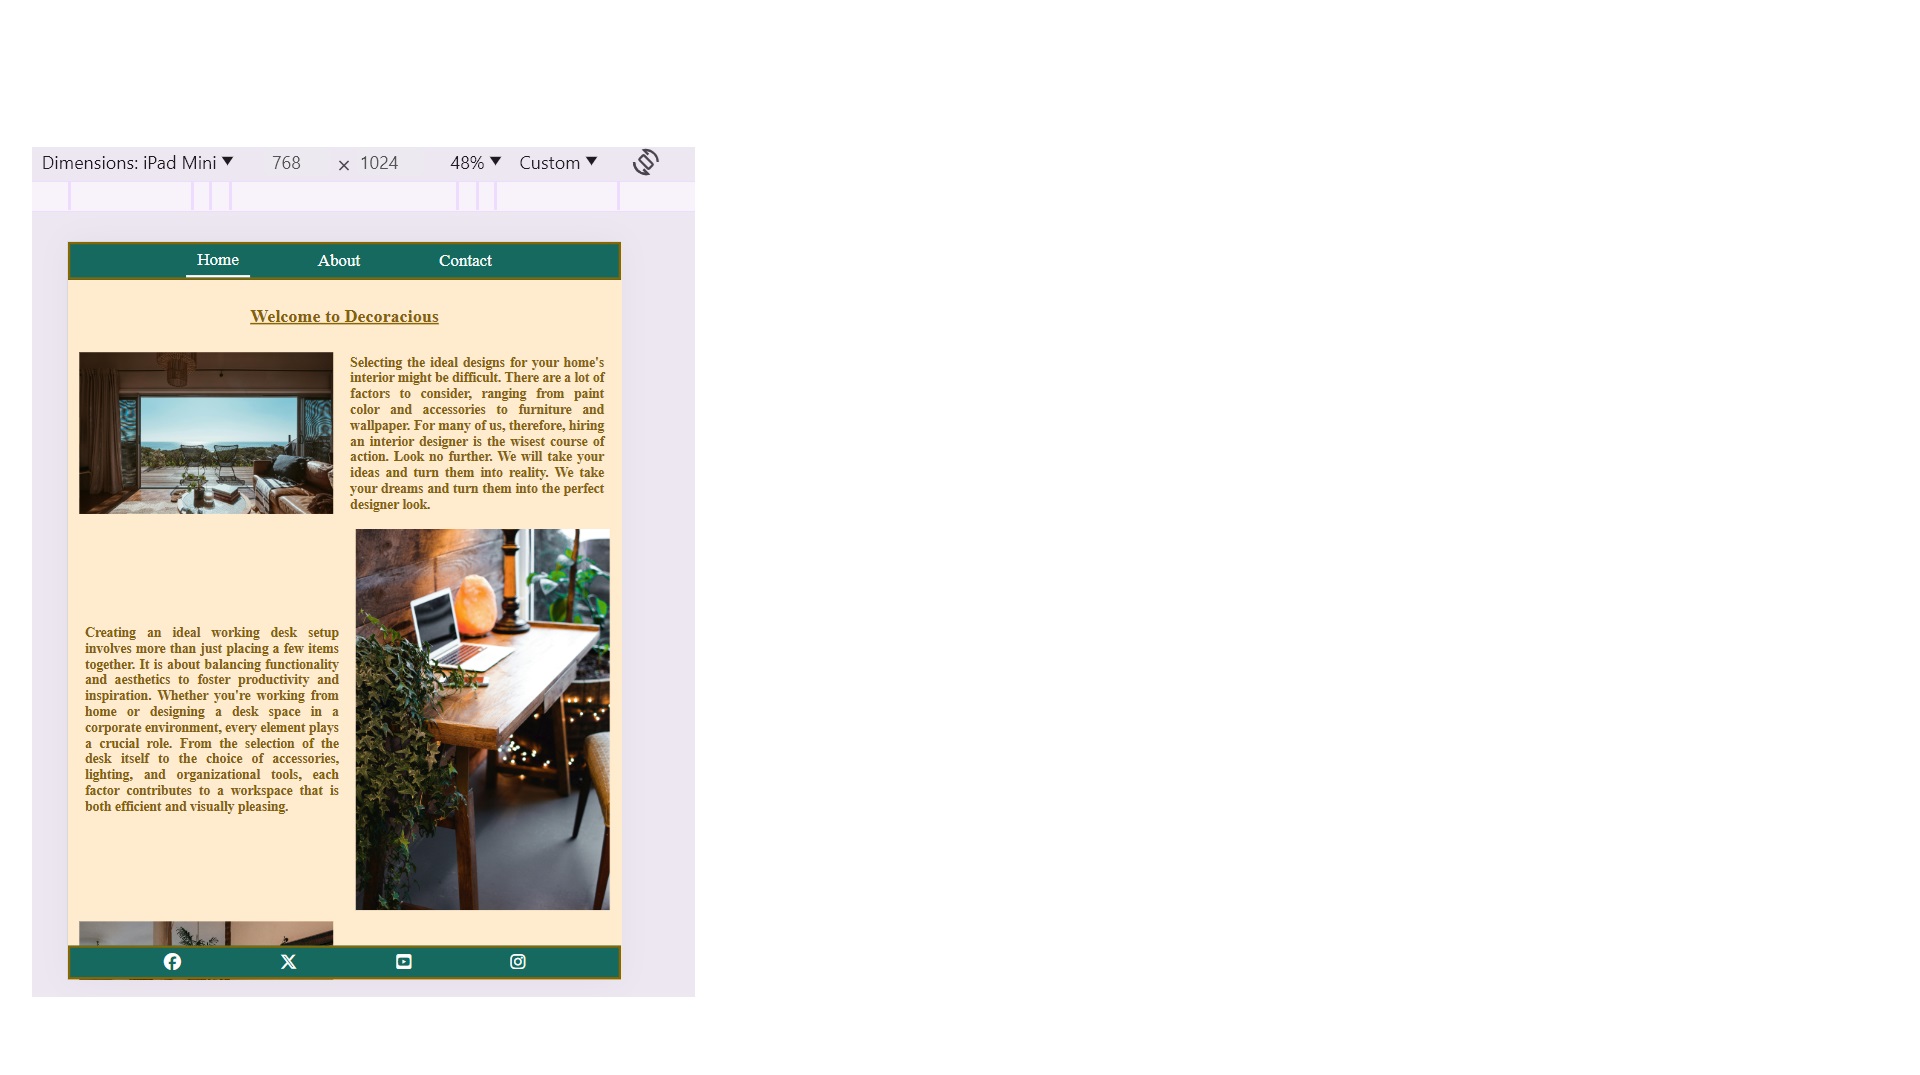 Dimensions: iPad Mini ▼ 768 × 1024 48% ▼ Custom ▼
Home About Contact
Welcome to Decoracious
Selecting the ideal designs for your home's
interior might be difficult. There are a lot of
factors to consider, ranging from paint
color and accessories to furniture and
wallpaper. For many of us, therefore, hiring
an interior designer is the wisest course of
action. Look no further. We will take your
ideas and turn them into reality. We take
your dreams and turn them into the perfect
designer look.
Creating an ideal working desk setup
involves more than just placing a few items
together. It is about balancing functionality
and aesthetics to foster productivity and
inspiration. Whether you're working from
home or designing a desk space in a
corporate environment, every element plays
a crucial role. From the selection of the
desk itself to the choice of accessories,
lighting, and organizational tools, each
factor contributes to a workspace that is
both efficient and visually pleasing.